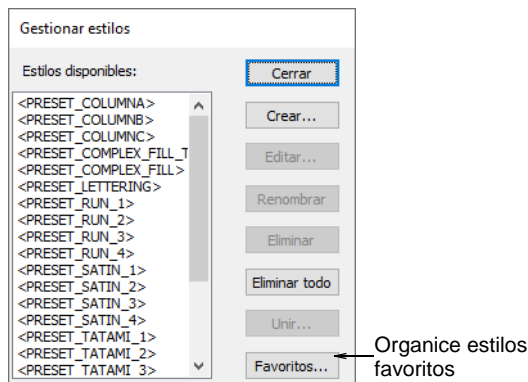 Gestionar estilos
Estilos disponibles:
<PRESET_COLUMNA>
<PRESET_COLUMNB>
<PRESET_COLUMNC>
<PRESET_COMPLEX_FILL_T
<PRESET_COMPLEX_FILL>
<PRESET_LETTERING>
<PRESET_RUN_1>
<PRESET_RUN_2>
<PRESET_RUN_3>
<PRESET_RUN_4>
<PRESET_SATIN_1>
<PRESET_SATIN_2>
<PRESET_SATIN_3>
<PRESET_SATIN_4>
<PRESET_TATAMI_1>
<PRESET_TATAMI_2>
<PRESET_TATAMI_3>
Cerrar
Crear...
Editar...
Renombrar
Eliminar
Eliminar todo
Unir...
Favoritos...
Organice estilos
favoritos